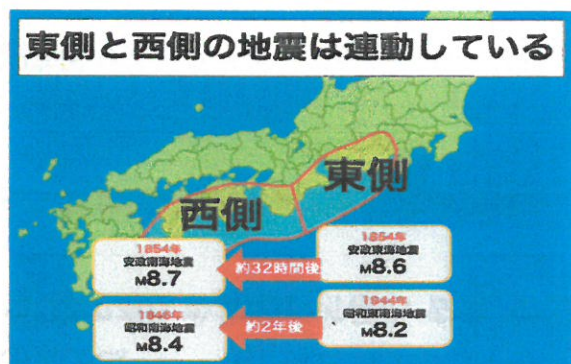 東側と西側の地震は連動している
東側
西側
1854年
安政南海地震
M8.7
約32時間後
1854年
安政東海地震
M8.6
1946年
昭和南海地震
M8.4
約2年後
1944年
昭和東南海地震
M8.2